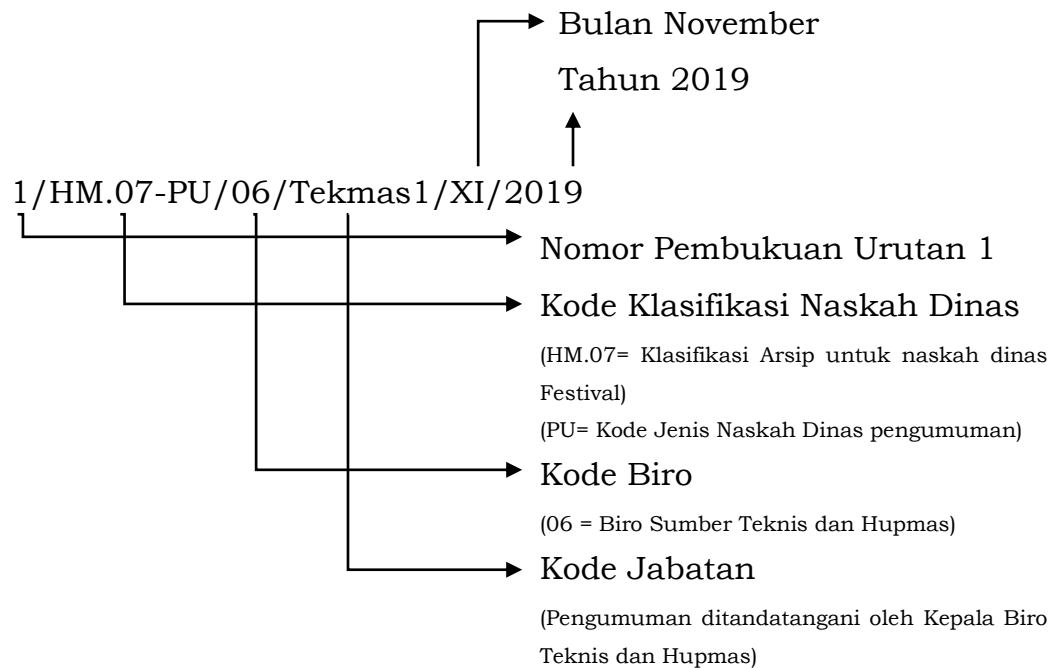 Bulan November
Tahun 2019
1/HM.07-PU/06/Tekmas1/XI/2019
Nomor Pembukuan Urutan 1
Kode Klasifikasi Naskah Dinas
(HM.07= Klasifikasi Arsip untuk naskah dinas
Festival)
(PU= Kode Jenis Naskah Dinas pengumuman)
Kode Biro
(06 = Biro Sumber Teknis dan Hupmas)
Kode Jabatan
(Pengumuman ditandatangani oleh Kepala Biro
Teknis dan Hupmas)